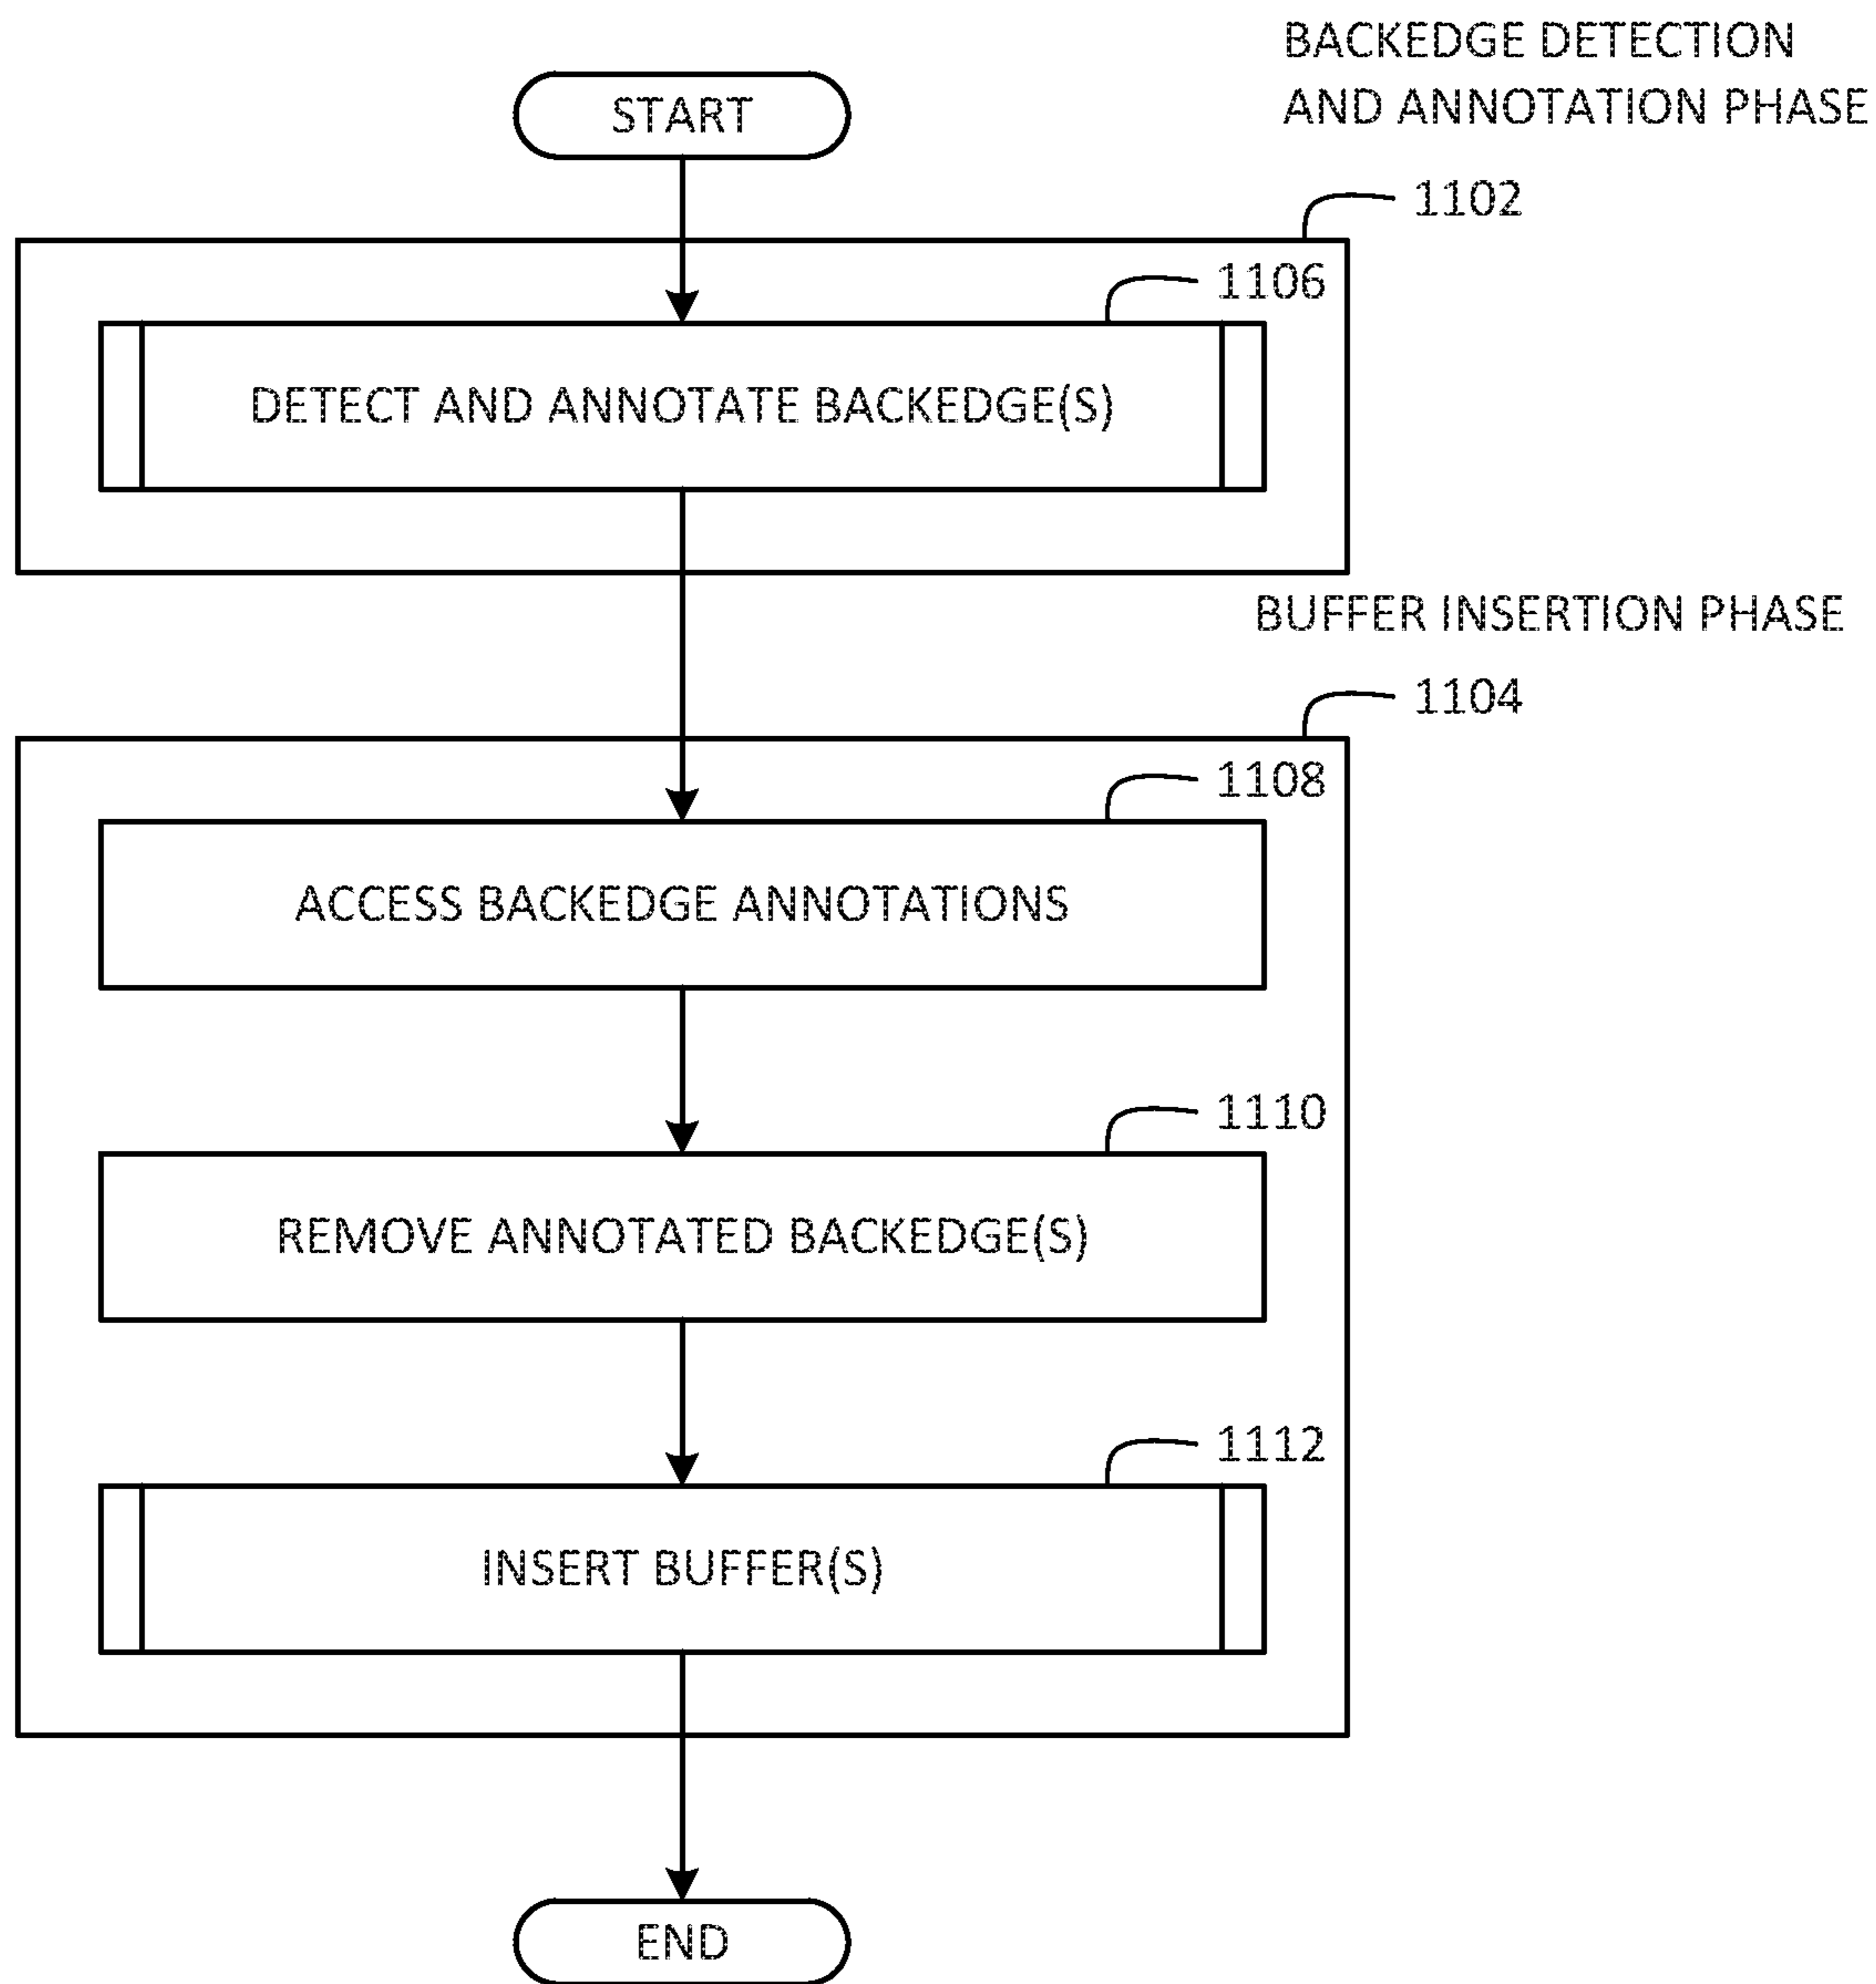 BACKEDGE DETECTION
AND ANNOTATION PHASE
START
1102
1106
DETECT AND ANNOTATE BACKEDGE(S)
BUFFER INSERTION PHASE
1104
1108
ACCESS BACKEDGE ANNOTATIONS
1110
REMOVE ANNOTATED BACKEDGE(S)
1112
INSERT BUFFER(S)
END